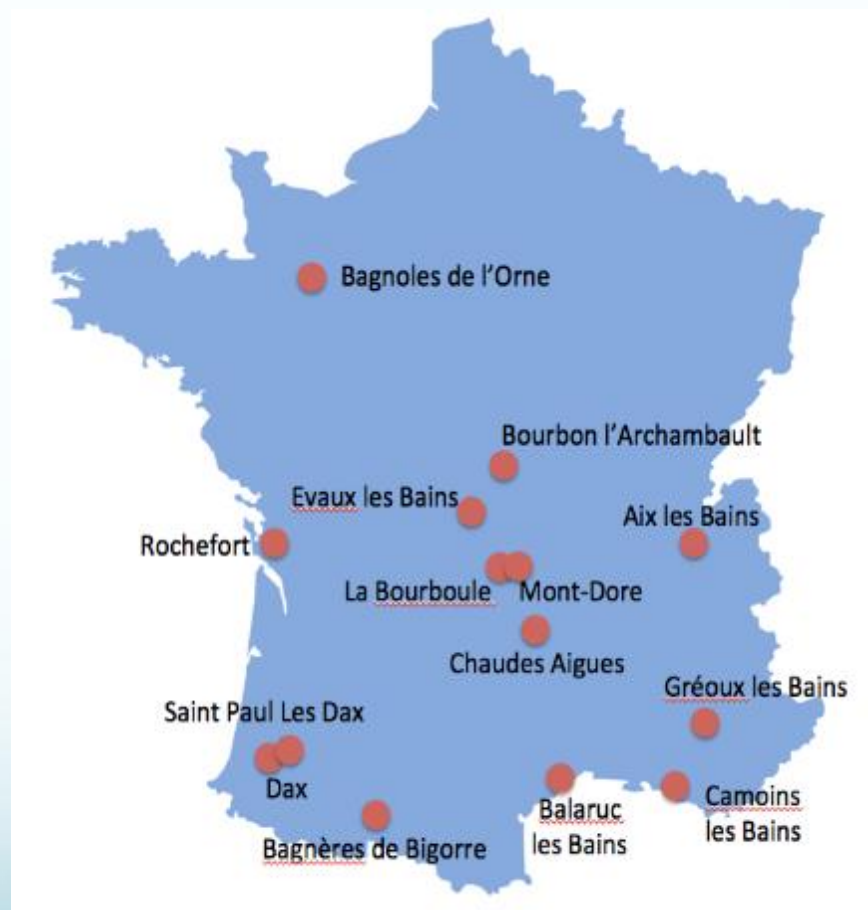 Bagnoles de l'Orne
Bourbon l'Archambault
Evaux les Bains
Aix les Bains
Rochefort
La Bourboule
Mont-Dore
Chaudes Aigues
Gréoux les Bains
Saint Paul Les Dax
Dax
Balaruc
les Bains
Camoins
les Bains
Bagnères de Bigorre